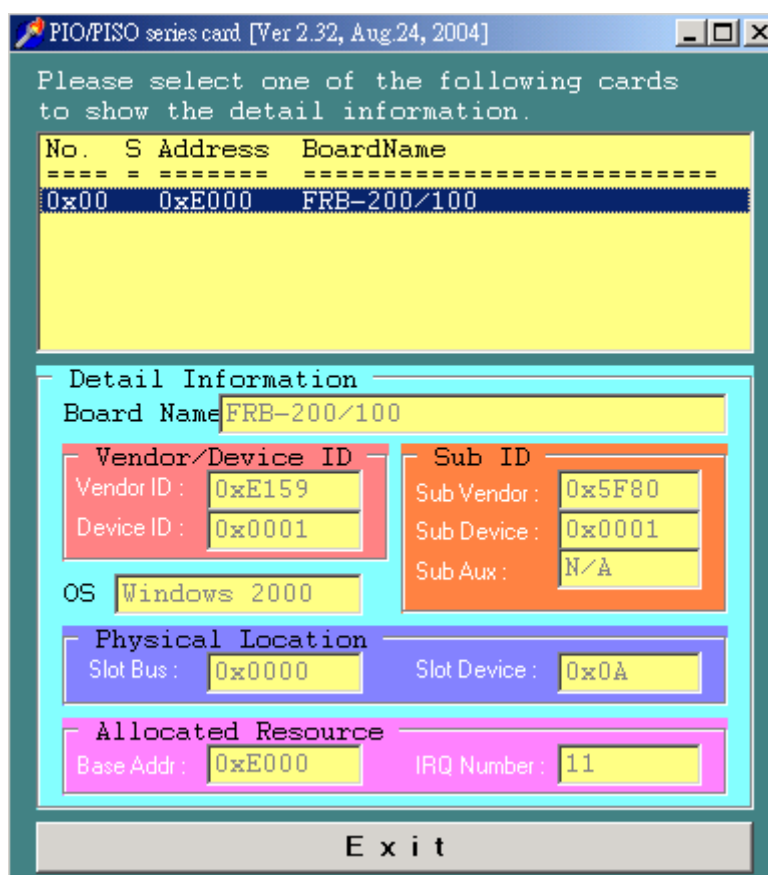 PIO/PISO series card [Ver 2.32, Aug.24, 2004]
Please select one of the following cards
to show the detail information.
No. S Address BoardName
==== = ======= ==========================
0x00 0xE000 FRB-200/100
Detail Information
Board Name FRB-200/100
Vendor/Device ID
Vendor ID : 0xE159
Device ID : 0x0001
Sub ID
Sub Vendor : 0x5F80
Sub Device : 0x0001
Sub Aux : N/A
OS Windows 2000
Physical Location
Slot Bus : 0x0000 Slot Device : 0x0A
Allocated Resource
Base Addr : 0xE000 IRQ Number : 11
E x i t